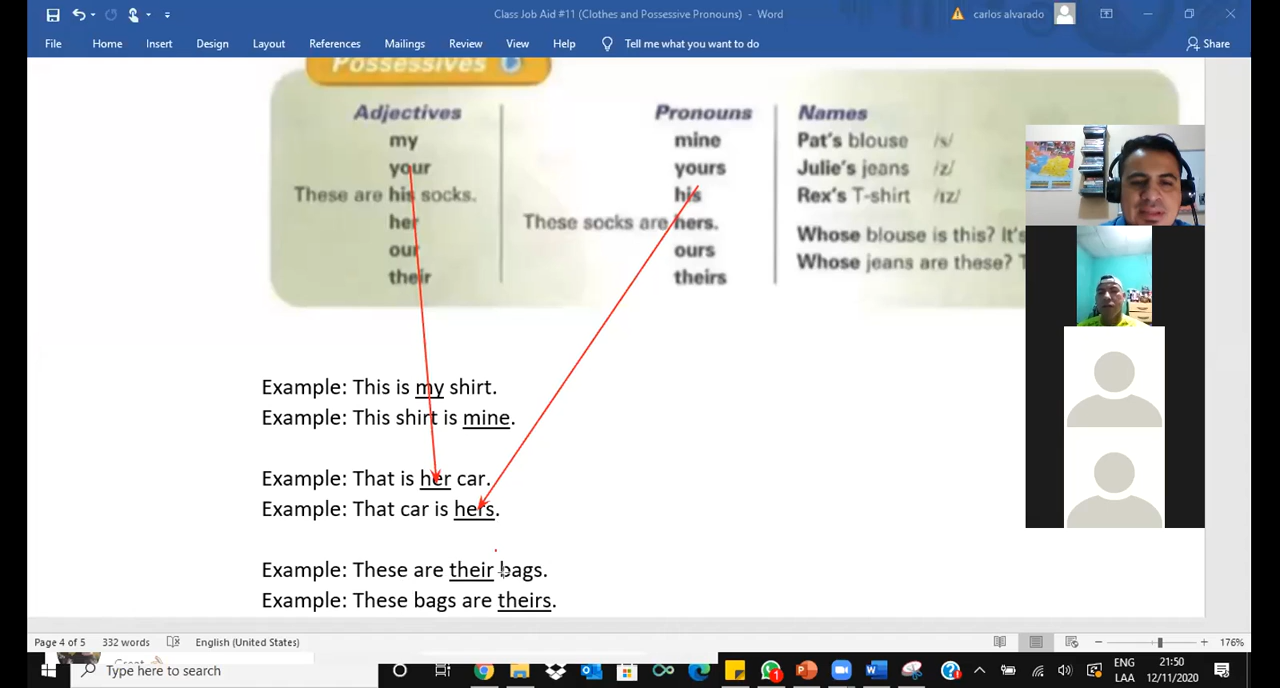 Class Job Aid #11 (Clothes and Possessive Pronouns) - Word
carlos alvarado
File Home Insert Design Layout References Mailings Review View Help Tell me what you want to do Share
Possessives
Adjectives
my
your
These are his socks.
her
our
their
Pronouns
mine
yours
his
These socks are hers.
ours
theirs
Names
Pat's blouse /s/
Julie's jeans /z/
Rex's T-shirt /ɪz/
Whose blouse is this? It's
Whose jeans are these? T
Example: This is my shirt.
Example: This shirt is mine.
Example: That is her car.
Example: That car is hers.
Example: These are their bags.
Example: These bags are theirs.
Page 4 of 5 332 words English (United States) 176%
Great
Type here to search
1
ENG
LAA
21:50
12/11/2020